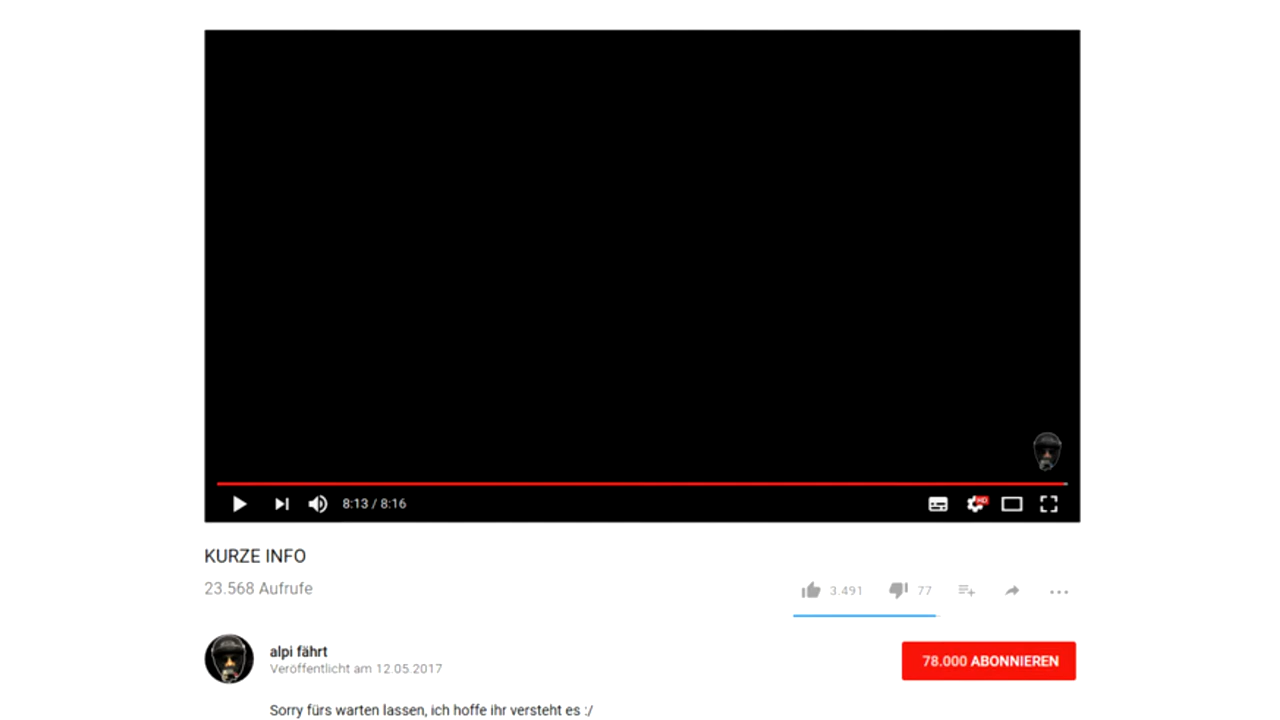 8:13 / 8:16
HD
KURZE INFO
23.568 Aufrufe
3.491
77
alpi fährt
Veröffentlicht am 12.05.2017
78.000 ABONNIEREN
Sorry fürs warten lassen, ich hoffe ihr versteht es :/